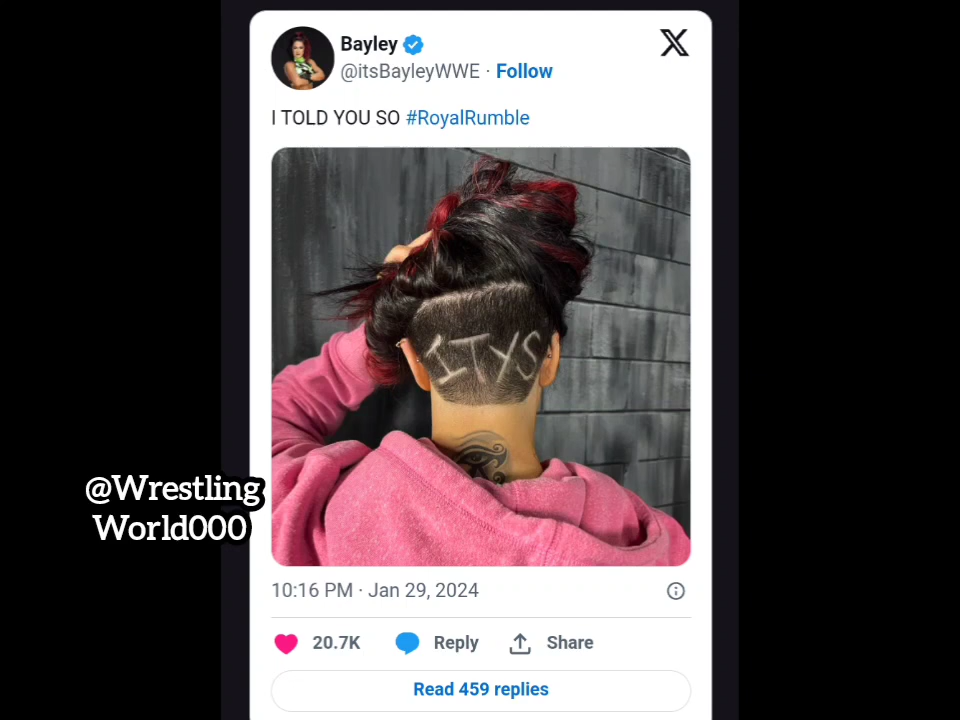 Bayley
@itsBayleyWWE · Follow
I TOLD YOU SO #RoyalRumble
ITYS
@Wrestling
World000
10:16 PM · Jan 29, 2024
20.7K Reply Share
Read 459 replies